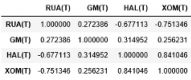 RUA(T) GM(T) HAL(T) XOM(T)
RUA(T) 1.000000 0.272386 -0.677113 -0.751346
GM(T) 0.272386 1.000000 0.314952 0.256231
HAL(T) -0.677113 0.314952 1.000000 0.841046
XOM(T) -0.751346 0.256231 0.841046 1.000000